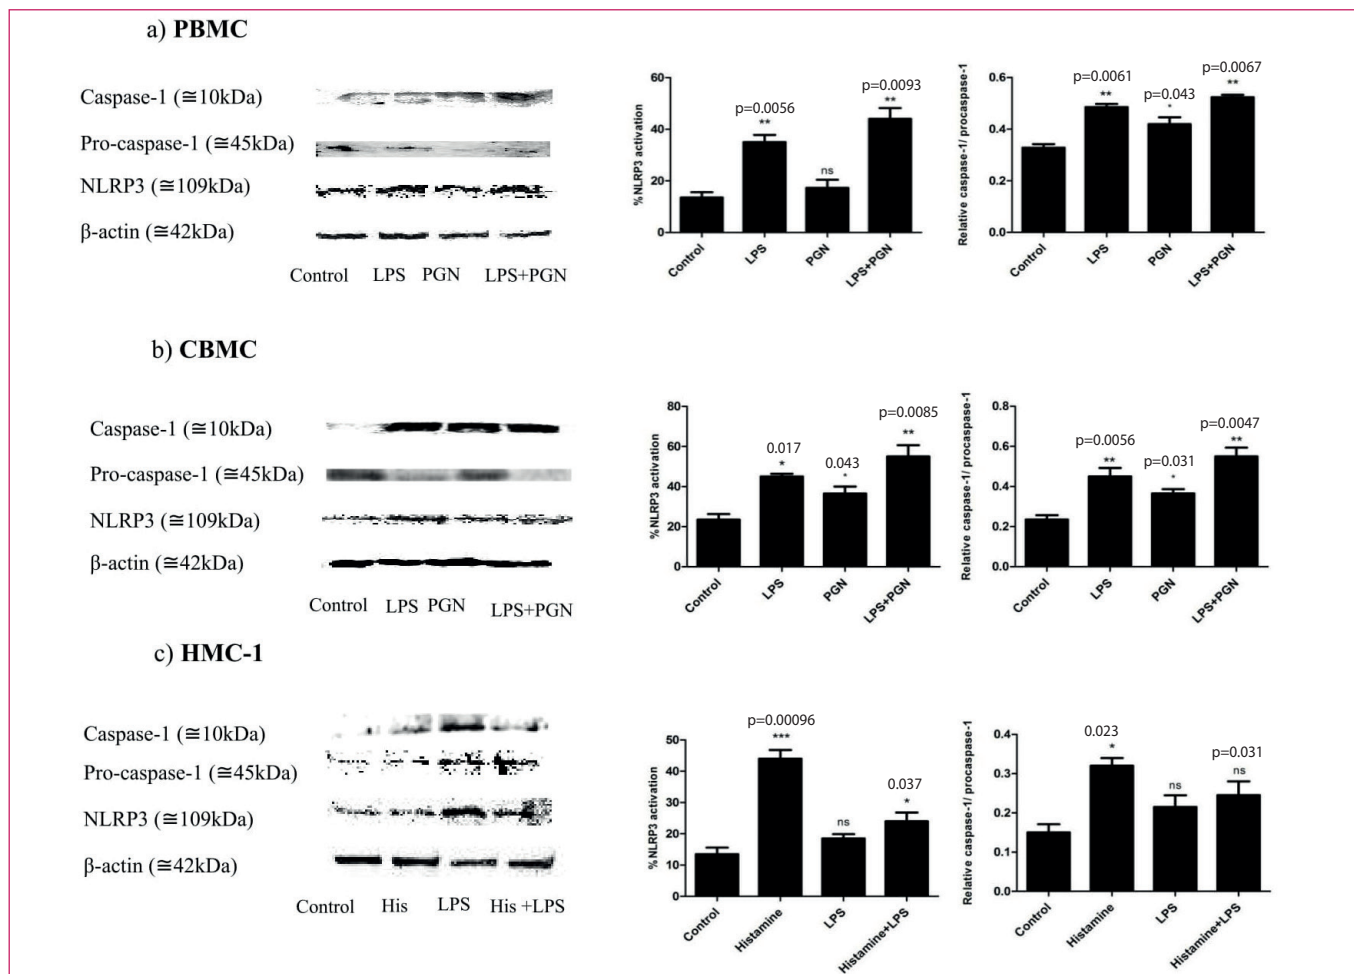 a) PBMC
Caspase-1 (≅10kDa)
Pro-caspase-1 (≅45kDa)
NLRP3 (≅109kDa)
β-actin (≅42kDa)
Control LPS PGN LPS+PGN
% NLRP3 activation
60
40
20
0
p=0.0056
**
ns
p=0.0093
**
Control LPS PGN LPS+PGN
Relative caspase-1/ procaspase-1
0.6
0.4
0.2
0.0
p=0.0061
**
p=0.043
*
p=0.0067
**
Control LPS PGN LPS+PGN
b) CBMC
Caspase-1 (≅10kDa)
Pro-caspase-1 (≅45kDa)
NLRP3 (≅109kDa)
β-actin (≅42kDa)
Control LPS PGN LPS+PGN
% NLRP3 activation
80
60
40
20
0
0.017
*
0.043
*
p=0.0085
**
Control LPS PGN LPS+PGN
Relative caspase-1/ procaspase-1
0.8
0.6
0.4
0.2
0.0
p=0.0056
**
p=0.031
*
p=0.0047
**
Control LPS PGN LPS+PGN
c) HMC-1
Caspase-1 (≅10kDa)
Pro-caspase-1 (≅45kDa)
NLRP3 (≅109kDa)
β-actin (≅42kDa)
Control His LPS His +LPS
% NLRP3 activation
50
40
30
20
10
0
p=0.00096
***
ns
0.037
*
Control Histamine LPS Histamine+LPS
Relative caspase-1/ procaspase-1
0.4
0.3
0.2
0.1
0.0
0.023
*
ns
p=0.031
ns
Control Histamine LPS Histamine+LPS